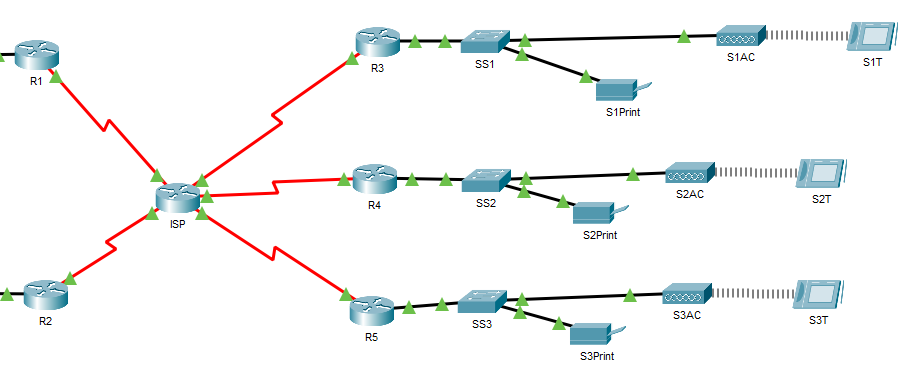 R1
R3
SS1
S1AC
S1T
S1Print
ISP
R4
SS2
S2AC
S2T
S2Print
R2
R5
SS3
S3AC
S3T
S3Print